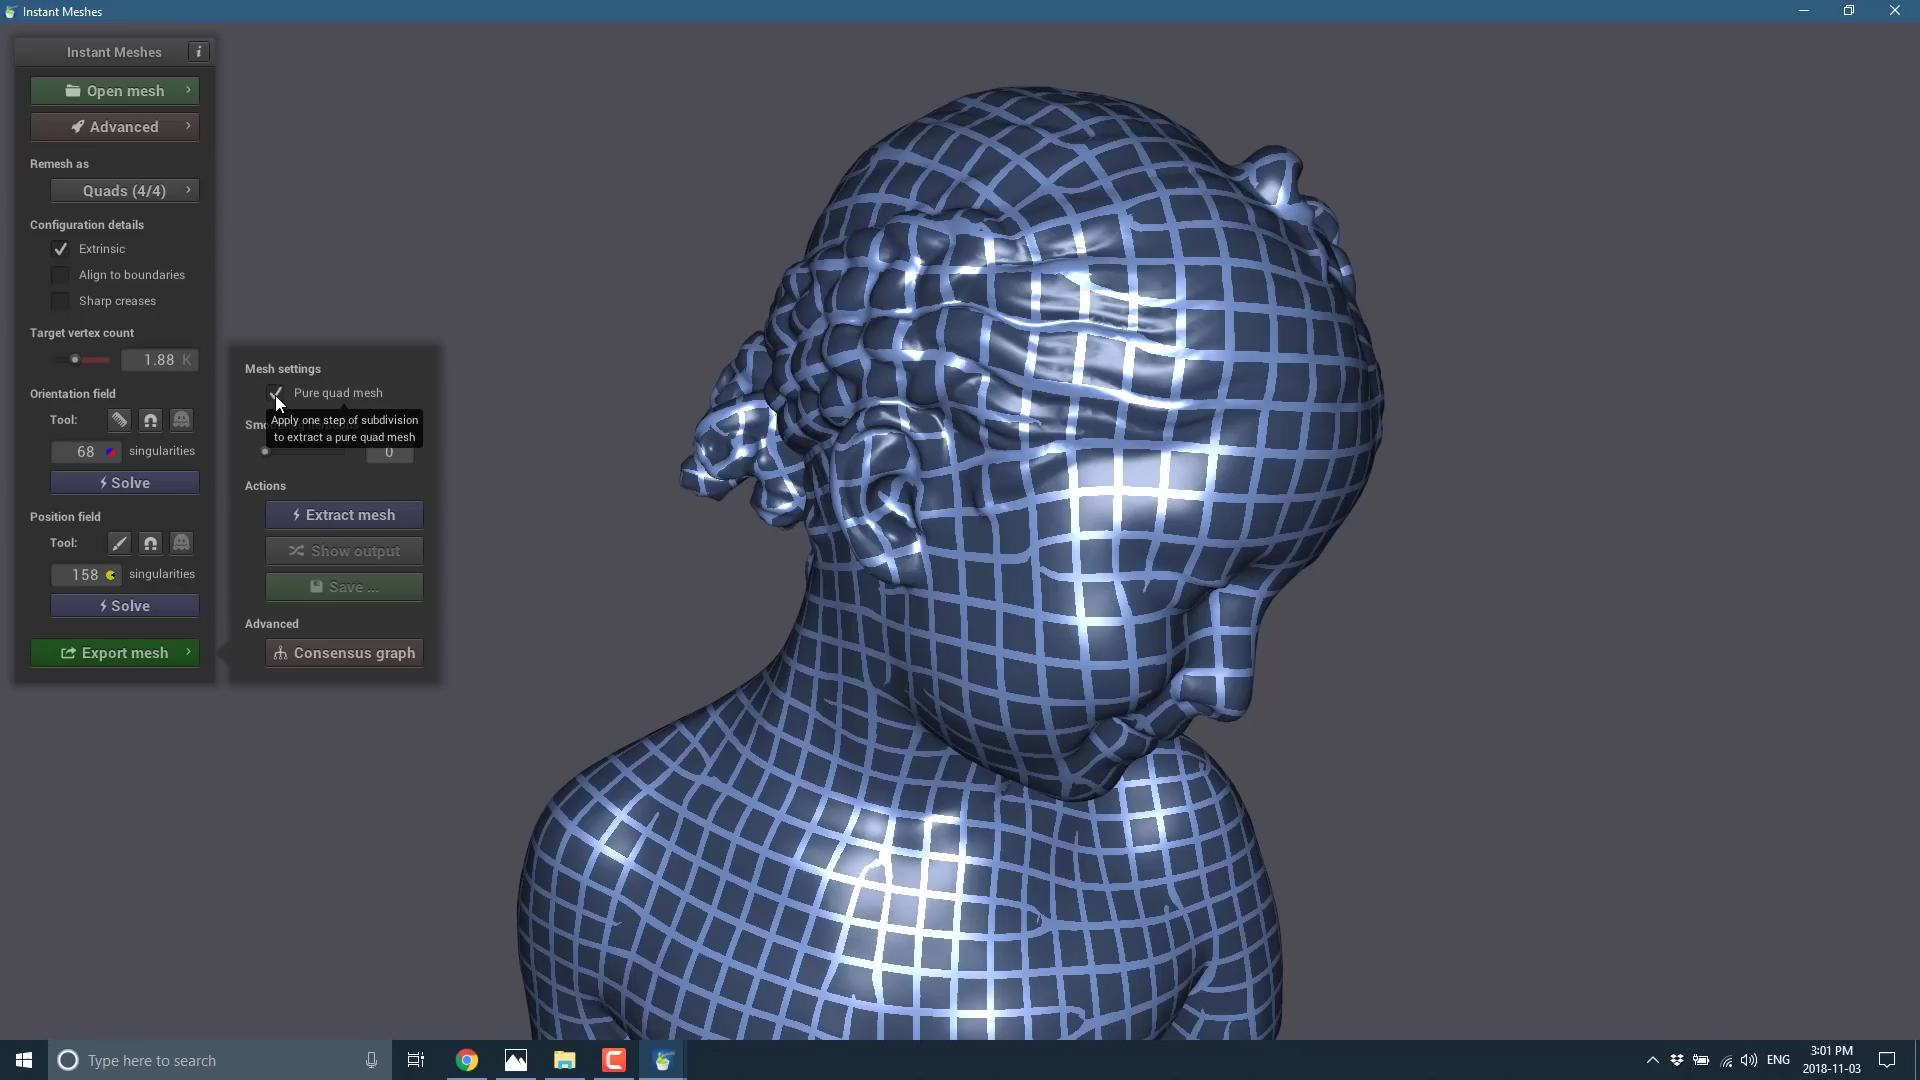 Instant Meshes
Instant Meshes
i
Open mesh
Advanced
Remesh as
Quads (4/4)
Configuration details
Extrinsic
Align to boundaries
Sharp creases
Target vertex count
1.88 K
Orientation field
Tool:
68 singularities
Solve
Position field
Tool:
158 singularities
Solve
Export mesh
Mesh settings
Pure quad mesh
Apply one step of subdivision
to extract a pure quad mesh
0
Actions
Extract mesh
Show output
Save ...
Advanced
Consensus graph
Type here to search
ENG
3:01 PM
2018-11-03